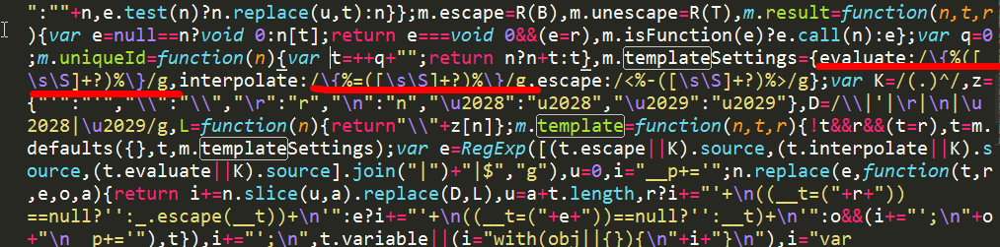 ":""+n,e.test(n)?n.replace(u,t):n}};m.escape=R(B),m.unescape=R(T),m.result=function(n,t,r
){var e=null==n?void 0:n[t];return e===void 0&&(e=r),m.isFunction(e)?e.call(n):e};var q=0
;m.uniqueId=function(n){var t=++q+"";return n?n+t:t},m.templateSettings={evaluate:/\{%([
\s\S]+?)%\}/g,interpolate:/\{%=([\s\S]+?)%\}/g,escape:/<%-([\s\S]+?)%>/g};var K=/(.)^/,z=
{"'":"'","\\":"\\","\r":"r","\n":"n","\u2028":"u2028","\u2029":"u2029"},D=/\\|'|\r|\n|\u
2028|\u2029/g,L=function(n){return"\\"+z[n]};m.template=function(n,t,r){!t&&r&&(t=r),t=m.
defaults({},t,m.templateSettings);var e=RegExp([(t.escape||K).source,(t.interpolate||K).s
ource,(t.evaluate||K).source].join("|")+"|$","g"),u=0,i="__p+='";n.replace(e,function(t,r
,e,o,a){return i+=n.slice(u,a).replace(D,L),u=a+t.length,r?i+="'+\n((__t=("+r+"))
==null?'':_.escape(__t))+\n'":e?i+="'+\n((__t=("+e+"))==null?'':__t)+\n'":o&&(i+="';\n"+o
+"\n__p+='"),t}),i+="';\n",t.variable||(i="with(obj||{}){\n"+i+"}\n"),i="var